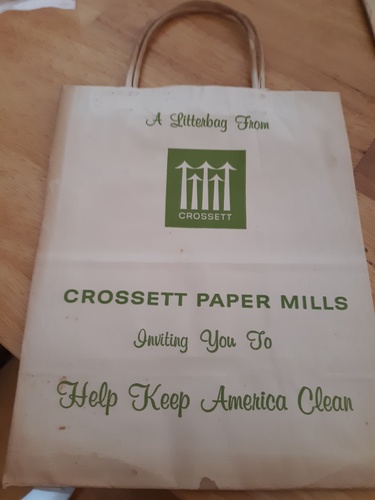 A Litterbag From
CROSSETT
CROSSETT PAPER MILLS
Inviting You To
Help Keep America Clean